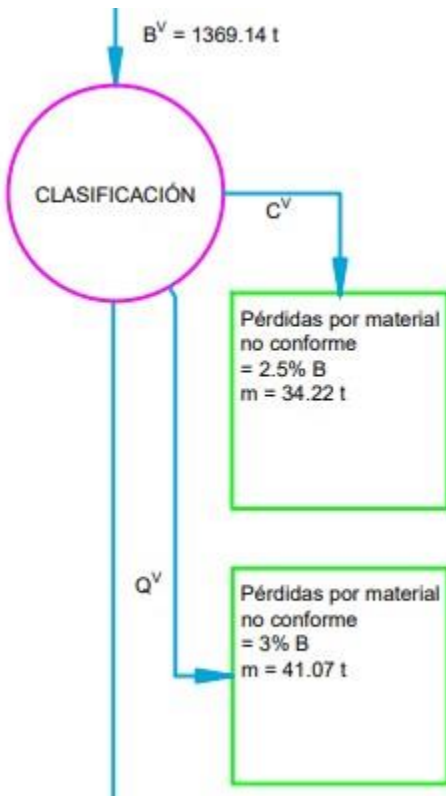 B^V = 1369.14 t
CLASIFICACIÓN
C^V
Pérdidas por material
no conforme
= 2.5% B
m = 34.22 t
Q^V
Pérdidas por material
no conforme
= 3% B
m = 41.07 t